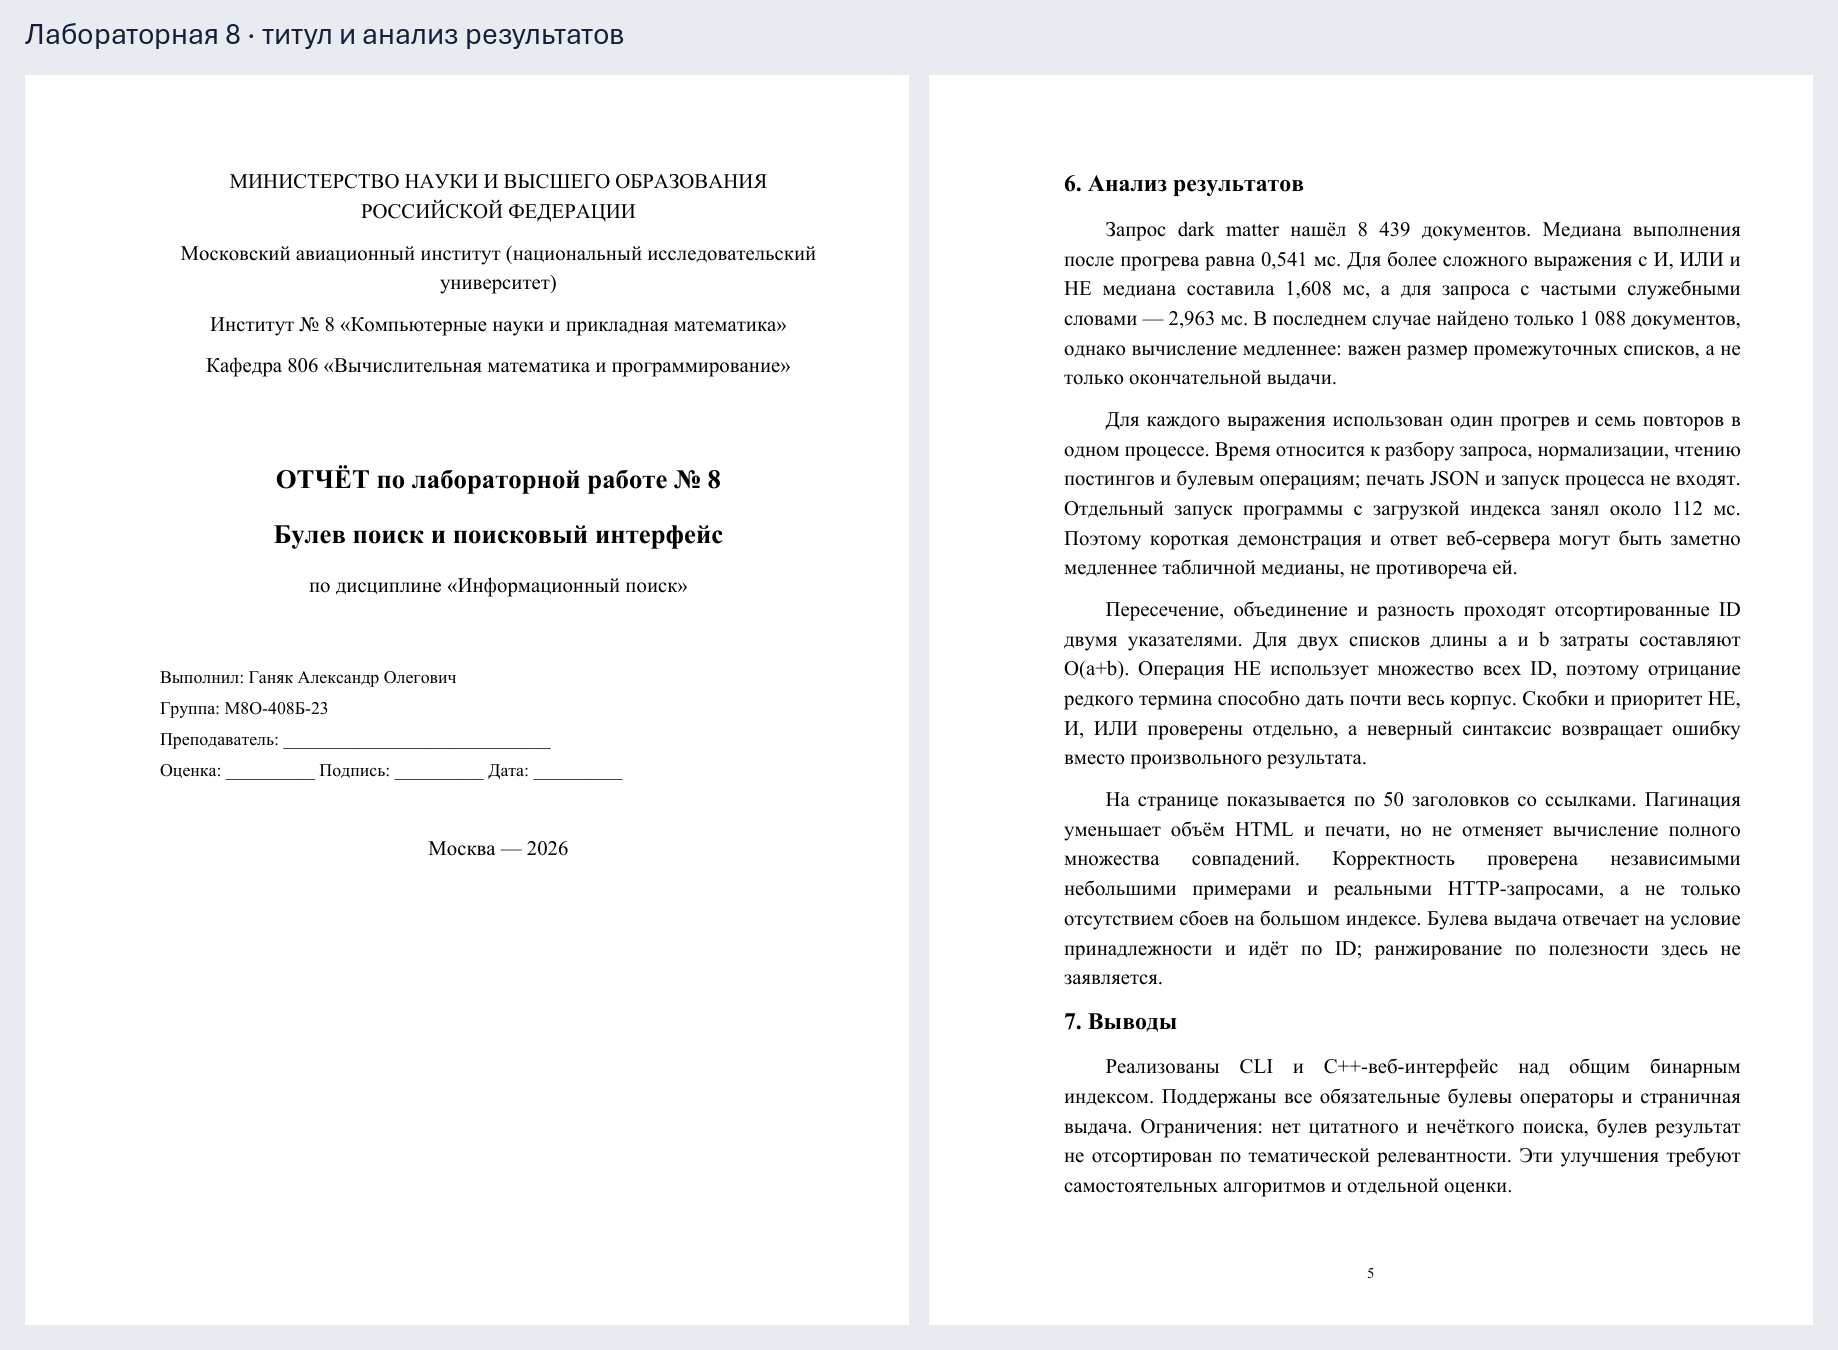 Лабораторная 8 · титул и анализ результатов
МИНИСТЕРСТВО НАУКИ И ВЫСШЕГО ОБРАЗОВАНИЯ
РОССИЙСКОЙ ФЕДЕРАЦИИ
Московский авиационный институт (национальный исследовательский
университет)
Институт № 8 «Компьютерные науки и прикладная математика»
Кафедра 806 «Вычислительная математика и программирование»
ОТЧЁТ по лабораторной работе № 8
Булев поиск и поисковый интерфейс
по дисциплине «Информационный поиск»
Выполнил: Ганяк Александр Олегович
Группа: М8О-408Б-23
Преподаватель: ______________________________
Оценка: __________ Подпись: __________ Дата: __________
Москва — 2026
6. Анализ результатов
Запрос dark matter нашёл 8 439 документов. Медиана выполнения
после прогрева равна 0,541 мс. Для более сложного выражения с И, ИЛИ и
НЕ медиана составила 1,608 мс, а для запроса с частыми служебными
словами — 2,963 мс. В последнем случае найдено только 1 088 документов,
однако вычисление медленнее: важен размер промежуточных списков, а не
только окончательной выдачи.
Для каждого выражения использован один прогрев и семь повторов в
одном процессе. Время относится к разбору запроса, нормализации, чтению
постингов и булевым операциям; печать JSON и запуск процесса не входят.
Отдельный запуск программы с загрузкой индекса занял около 112 мс.
Поэтому короткая демонстрация и ответ веб-сервера могут быть заметно
медленнее табличной медианы, не противореча ей.
Пересечение, объединение и разность проходят отсортированные ID
двумя указателями. Для двух списков длины a и b затраты составляют
O(a+b). Операция НЕ использует множество всех ID, поэтому отрицание
редкого термина способно дать почти весь корпус. Скобки и приоритет НЕ,
И, ИЛИ проверены отдельно, а неверный синтаксис возвращает ошибку
вместо произвольного результата.
На странице показывается по 50 заголовков со ссылками. Пагинация
уменьшает объём HTML и печати, но не отменяет вычисление полного
множества совпадений. Корректность проверена независимыми
небольшими примерами и реальными HTTP-запросами, а не только
отсутствием сбоев на большом индексе. Булева выдача отвечает на условие
принадлежности и идёт по ID; ранжирование по полезности здесь не
заявляется.
7. Выводы
Реализованы CLI и C++-веб-интерфейс над общим бинарным
индексом. Поддержаны все обязательные булевы операторы и страничная
выдача. Ограничения: нет цитатного и нечёткого поиска, булев результат
не отсортирован по тематической релевантности. Эти улучшения требуют
самостоятельных алгоритмов и отдельной оценки.
5